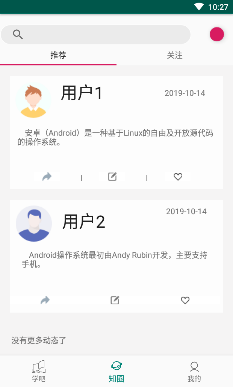 10:27
推荐 关注
用户1 2019-10-14
安卓（Android）是一种基于Linux的自由及开放源代码
的操作系统。
用户2 2019-10-14
Android操作系统最初由Andy Rubin开发，主要支持
手机。
没有更多动态了
学吧 知圈 我的